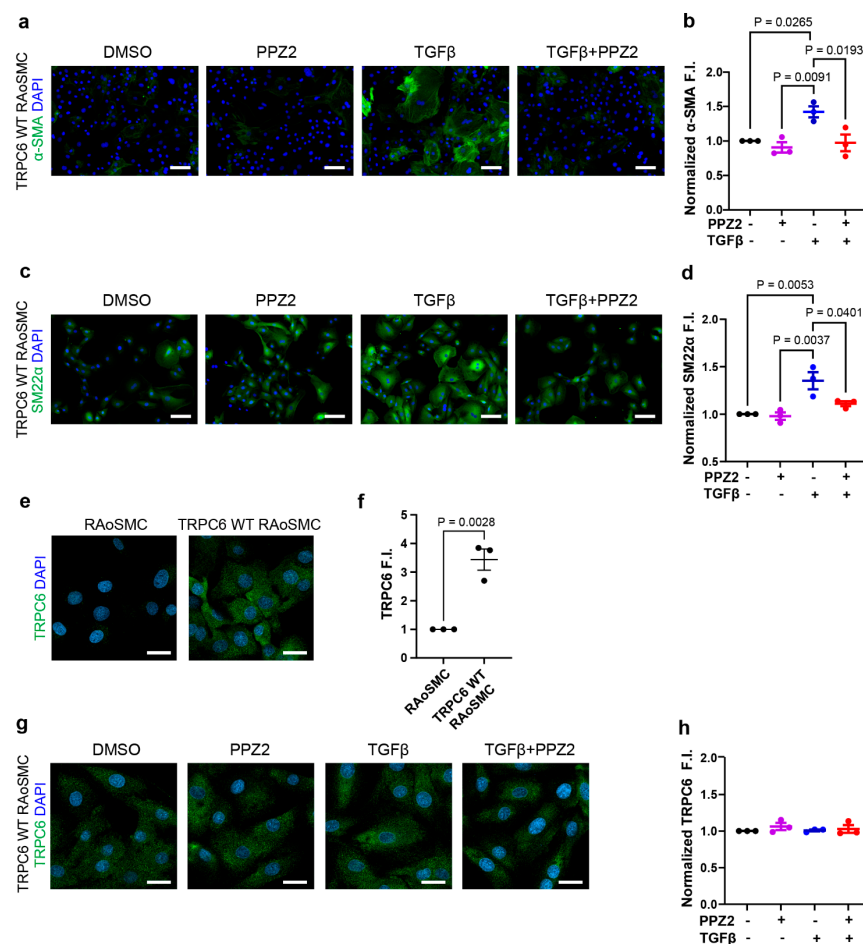 a
DMSO PPZ2 TGFβ TGFβ+PPZ2
TRPC6 WT RAoSMC
α-SMA DAPI
b
P = 0.0265
P = 0.0193
P = 0.0091
Normalized α-SMA F.I.
2.0
1.5
1.0
0.5
0.0
PPZ2 - + - +
TGFβ - - + +
c
DMSO PPZ2 TGFβ TGFβ+PPZ2
TRPC6 WT RAoSMC
SM22α DAPI
d
P = 0.0053
P = 0.0401
P = 0.0037
Normalized SM22α F.I.
2.0
1.5
1.0
0.5
PPZ2 - + - +
TGFβ - - + +
e
RAoSMC TRPC6 WT RAoSMC
TRPC6 DAPI
f
P = 0.0028
TRPC6 F.I.
5
4
3
2
1
0
RAoSMC
TRPC6 WT
RAoSMC
g
DMSO PPZ2 TGFβ TGFβ+PPZ2
TRPC6 WT RAoSMC
TRPC6 DAPI
h
Normalized TRPC6 F.I.
2.0
1.5
1.0
0.5
0.0
PPZ2 - + - +
TGFβ - - + +